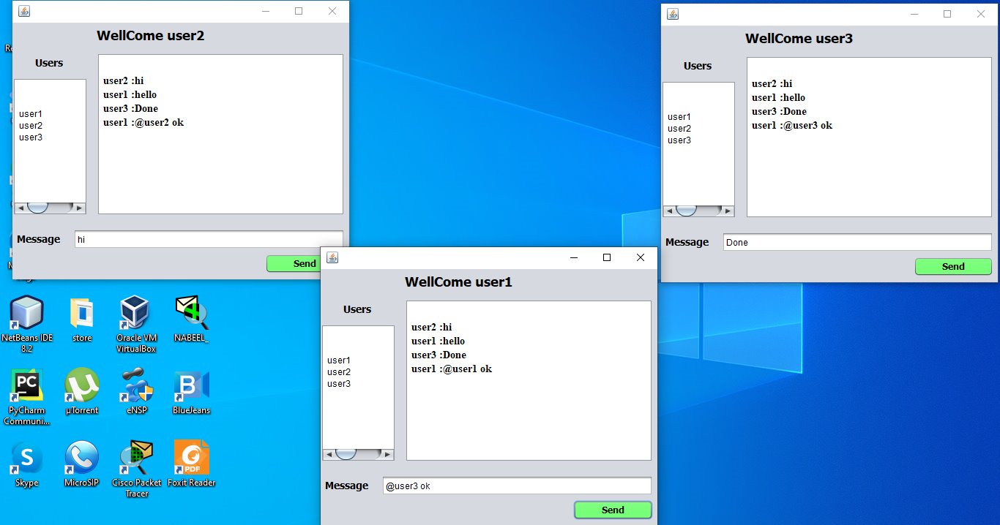 WellCome user2
Users
user1
user2
user3
user2 :hi
user1 :hello
user3 :Done
user1 :@user2 ok
Message
hi
Send
WellCome user3
Users
user1
user2
user3
user2 :hi
user1 :hello
user3 :Done
user1 :@user3 ok
Message
Done
Send
WellCome user1
Users
user1
user2
user3
user2 :hi
user1 :hello
user3 :Done
user1 :@user1 ok
Message
@user3 ok
Send
NetBeans IDE
8.2
store
Oracle VM
VirtualBox
NABEEL_
PC
PyCharm
Communi...
µTorrent
eNSP
B
BlueJeans
S
Skype
MicroSIP
Cisco Packet
Tracer
PDF
Foxit Reader